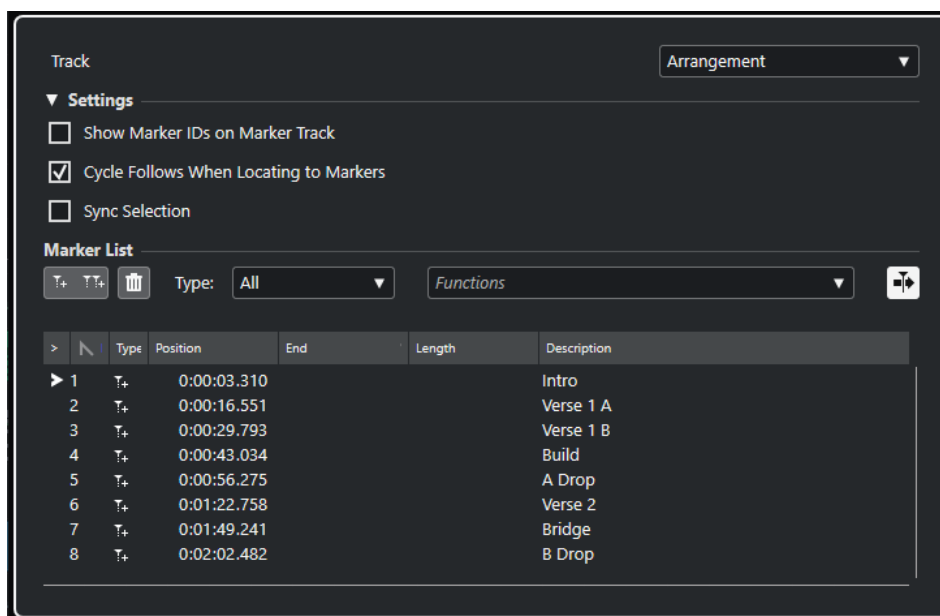 Track Arrangement
Settings
Show Marker IDs on Marker Track
Cycle Follows When Locating to Markers
Sync Selection
Marker List
Type: All Functions
> Type Position End Length Description
1 0:00:03.310 Intro
2 0:00:16.551 Verse 1 A
3 0:00:29.793 Verse 1 B
4 0:00:43.034 Build
5 0:00:56.275 A Drop
6 0:01:22.758 Verse 2
7 0:01:49.241 Bridge
8 0:02:02.482 B Drop